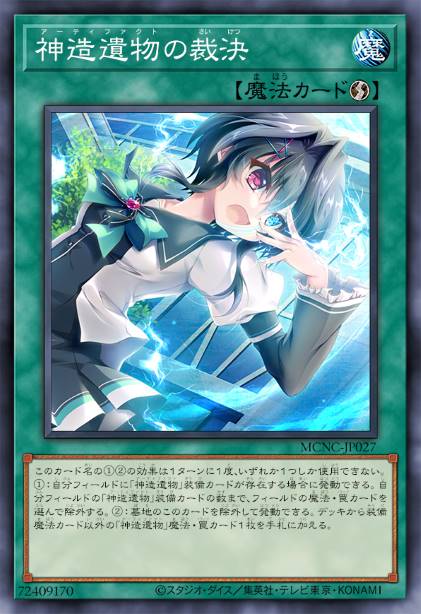 アーティファクト さいけつ
神造遺物の裁決
魔
まほう
【魔法カード】
MCNC-JP027
このカード名の①②の効果は1ターンに1度、いずれか1つしか使用できない。
①：自分フィールドに「神造遺物」装備カードが存在する場合に発動できる。自
分フィールドの「神造遺物」装備カードの数まで、フィールドの魔法・罠カードを
選んで除外する。②：墓地のこのカードを除外して発動できる。デッキから装備
魔法カード以外の「神造遺物」魔法・罠カード1枚を手札に加える。
72409170
©スタジオ・ダイス／集英社・テレビ東京・KONAMI